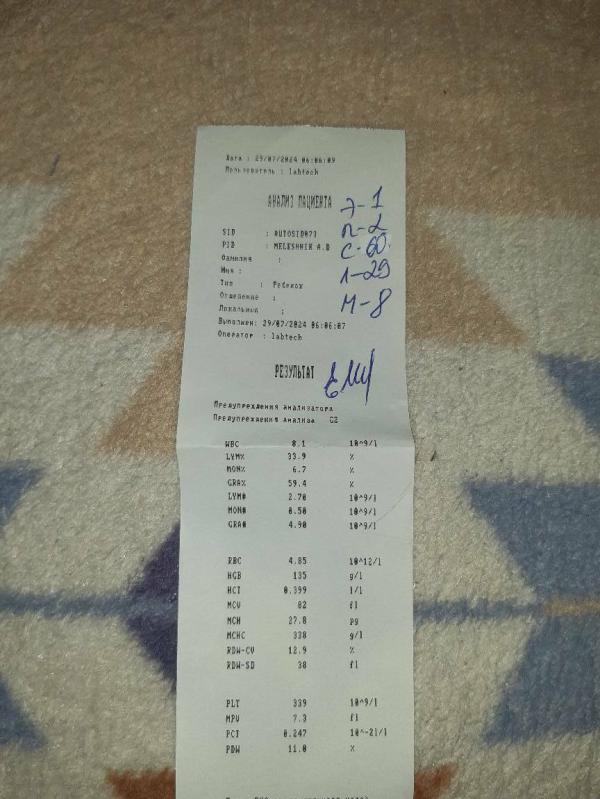 Дата : 29/07/2024 06:06:09
Пользователь : labtech
АНАЛИЗ ПАЦИЕНТА
Э-1
П-2
С-60
Л-29
М-8
SID : AUTOSID073
PID : MELESHNIK A.D
Фамилия :
Имя :
Тип : Ребенок
Отделение :
Локальный :
Выполнен: 29/07/2024 06:06:07
Оператор : labtech
РЕЗУЛЬТАТ
Предупреждения анализатора
Предупреждения Анализа G2
WBC 8.1 10^9/l
LYM% 33.9 %
MON% 6.7 %
GRA% 59.4 %
LYM# 2.70 10^9/l
MON# 0.50 10^9/l
GRA# 4.90 10^9/l
RBC 4.85 10^12/l
HGB 135 g/l
HCT 0.399 l/l
MCV 82 fl
MCH 27.8 pg
MCHC 338 g/l
RDW-CV 12.9 %
RDW-SD 38 fl
PLT 339 10^9/l
MPV 7.3 fl
PCT 0.247 10^-2l/l
PDW 11.0 %